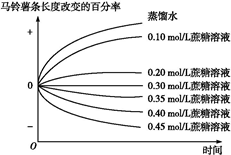 马铃薯条长度改变的百分率
蒸馏水
+
0.10 mol/L蔗糖溶液
0.20 mol/L蔗糖溶液
0
0.30 mol/L蔗糖溶液
0.35 mol/L蔗糖溶液
0.40 mol/L蔗糖溶液
−
0.45 mol/L蔗糖溶液
O
时间